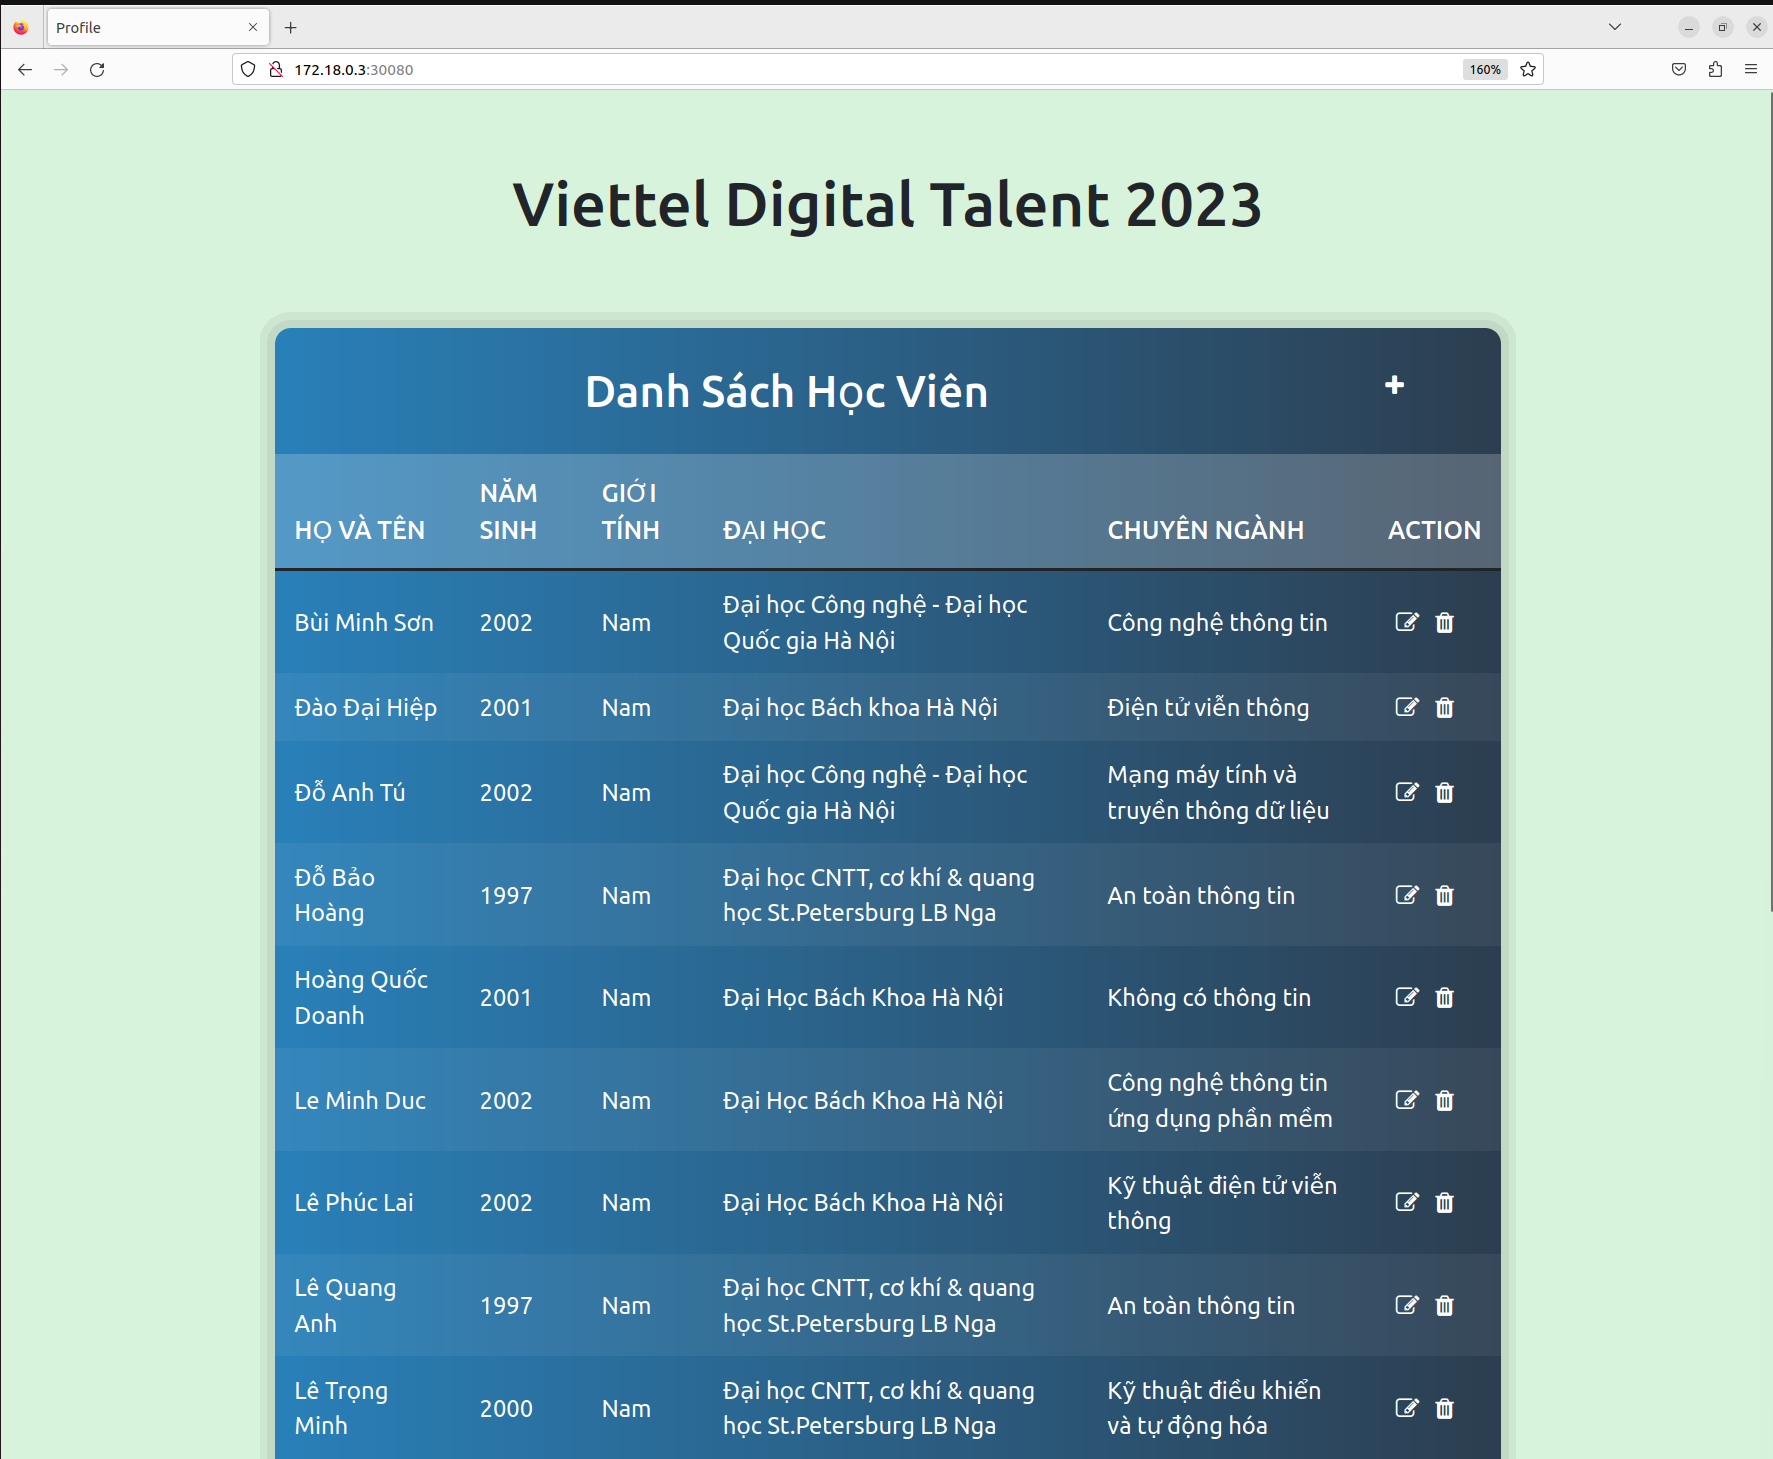 Profile
172.18.0.3:30080
160%
Viettel Digital Talent 2023
Danh Sách Học Viên
HỌ VÀ TÊN
NĂM
SINH
GIỚI
TÍNH
ĐẠI HỌC
CHUYÊN NGÀNH
ACTION
Bùi Minh Sơn
2002
Nam
Đại học Công nghệ - Đại học
Quốc gia Hà Nội
Công nghệ thông tin
Đào Đại Hiệp
2001
Nam
Đại học Bách khoa Hà Nội
Điện tử viễn thông
Đỗ Anh Tú
2002
Nam
Đại học Công nghệ - Đại học
Quốc gia Hà Nội
Mạng máy tính và
truyền thông dữ liệu
Đỗ Bảo
Hoàng
1997
Nam
Đại học CNTT, cơ khí & quang
học St.Petersburg LB Nga
An toàn thông tin
Hoàng Quốc
Doanh
2001
Nam
Đại Học Bách Khoa Hà Nội
Không có thông tin
Le Minh Duc
2002
Nam
Đại Học Bách Khoa Hà Nội
Công nghệ thông tin
ứng dụng phần mềm
Lê Phúc Lai
2002
Nam
Đại Học Bách Khoa Hà Nội
Kỹ thuật điện tử viễn
thông
Lê Quang
Anh
1997
Nam
Đại học CNTT, cơ khí & quang
học St.Petersburg LB Nga
An toàn thông tin
Lê Trọng
Minh
2000
Nam
Đại học CNTT, cơ khí & quang
học St.Petersburg LB Nga
Kỹ thuật điều khiển
và tự động hóa